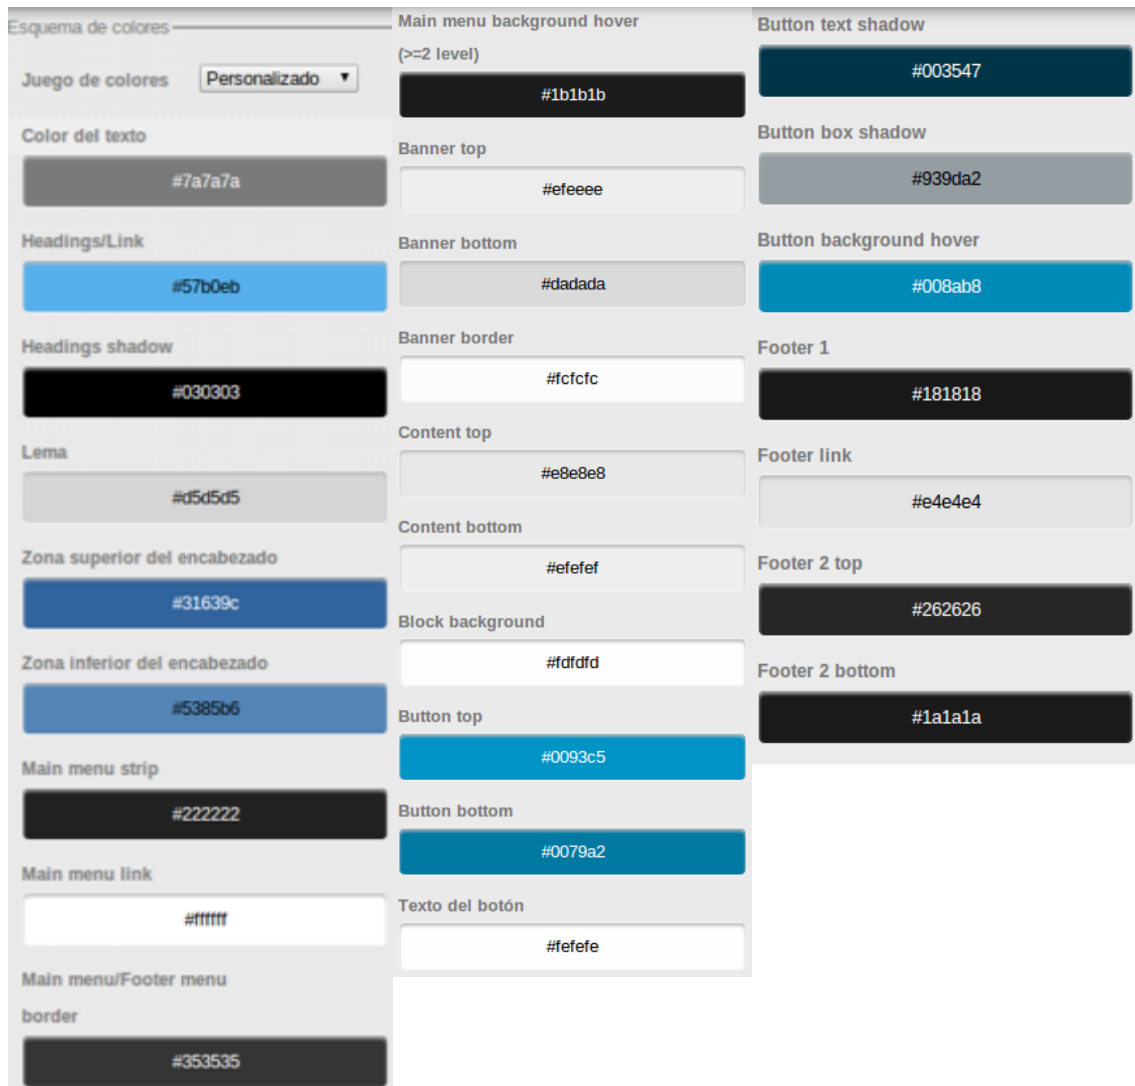 Esquema de colores
Juego de colores Personalizado
Color del texto
#7a7a7a
Headings/Link
#57b0eb
Headings shadow
#030303
Lema
#d5d5d5
Zona superior del encabezado
#31639c
Zona inferior del encabezado
#5385b6
Main menu strip
#222222
Main menu link
#ffffff
Main menu/Footer menu
border
#353535
Main menu background hover
(>=2 level)
#1b1b1b
Banner top
#efeeee
Banner bottom
#dadada
Banner border
#fcfcfc
Content top
#e8e8e8
Content bottom
#efefef
Block background
#fdfdfd
Button top
#0093c5
Button bottom
#0079a2
Texto del botón
#fefefe
Button text shadow
#003547
Button box shadow
#939da2
Button background hover
#008ab8
Footer 1
#181818
Footer link
#e4e4e4
Footer 2 top
#262626
Footer 2 bottom
#1a1a1a